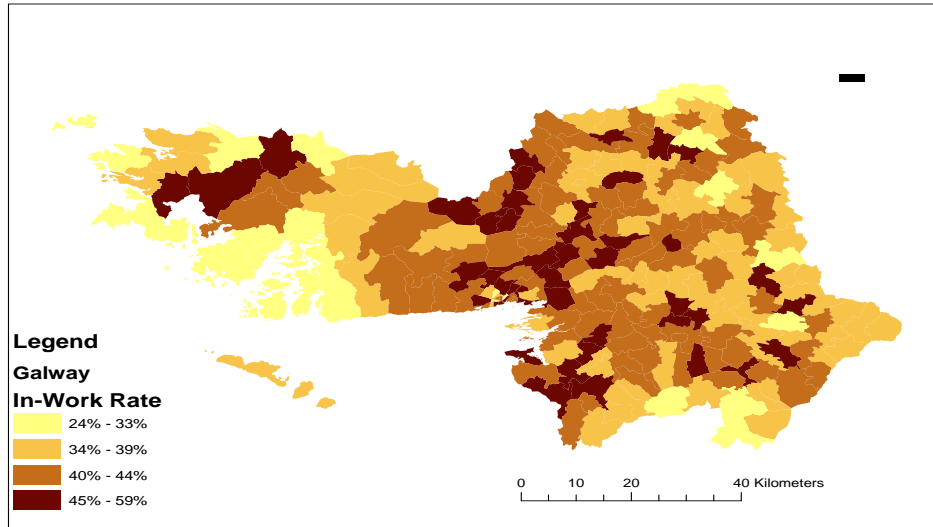 Legend
Galway
In-Work Rate
24% - 33%
34% - 39%
40% - 44%
45% - 59%
0 10 20 40 Kilometers